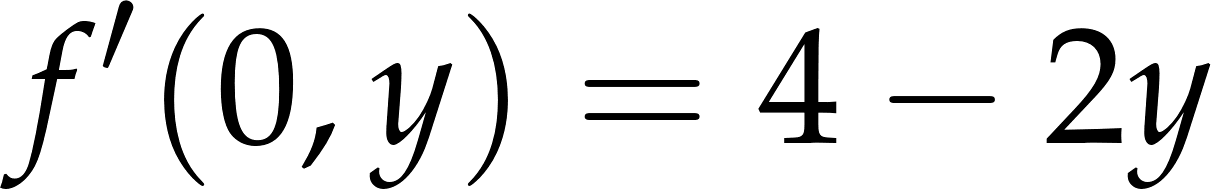 f′(0, y) = 4 − 2y